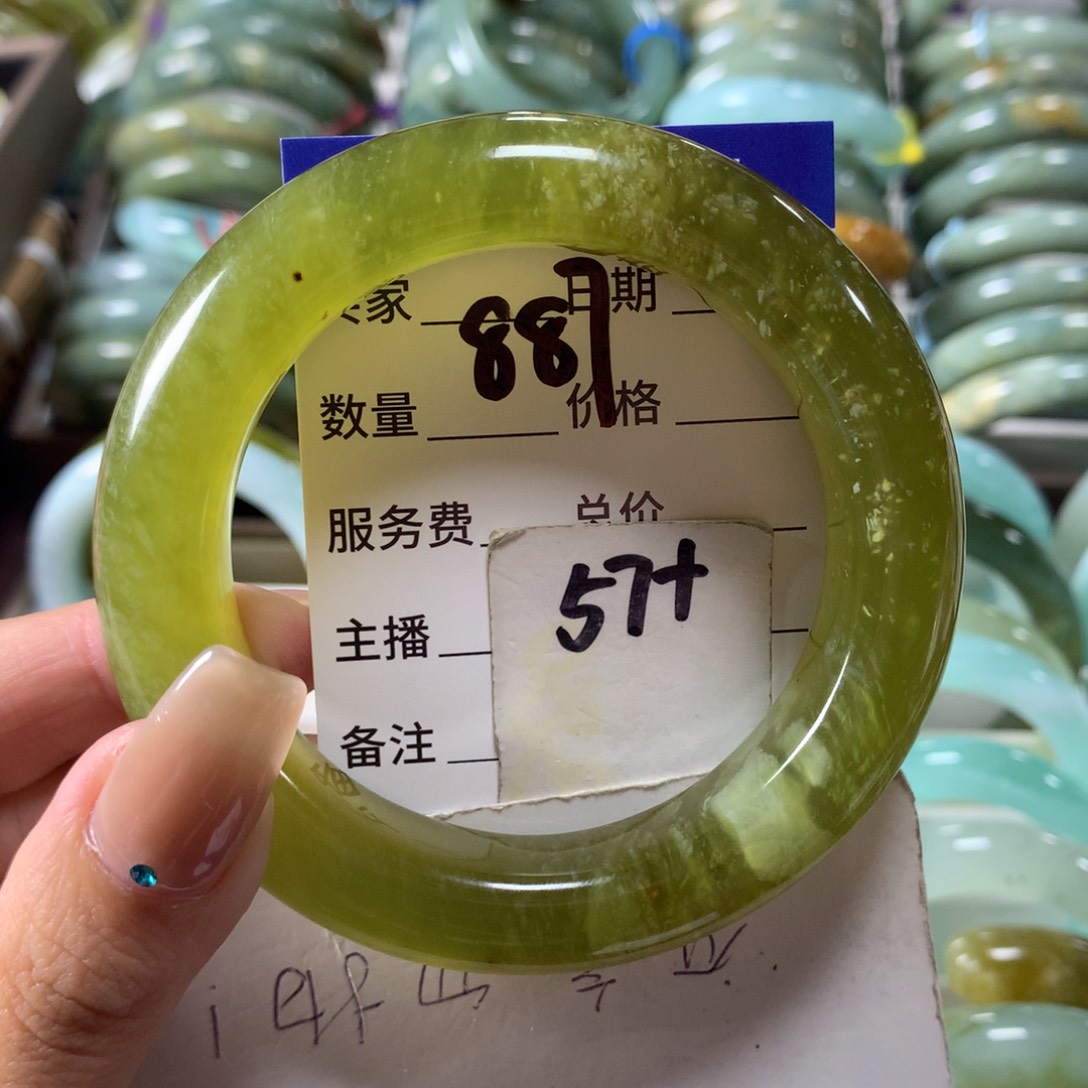 家 日期
881
数量 价格
服务费 总价
57+
主播
备注